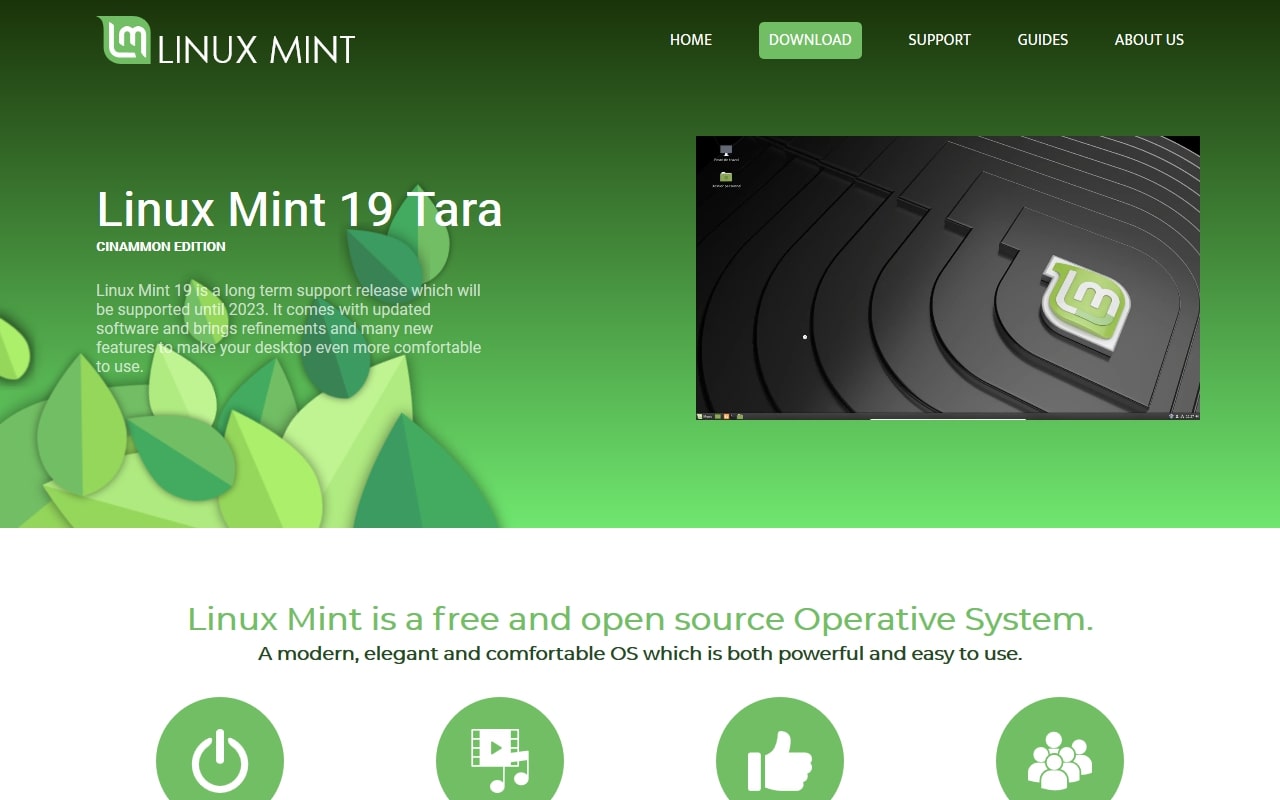 LINUX MINT
HOME
DOWNLOAD
SUPPORT
GUIDES
ABOUT US
Linux Mint 19 Tara
CINAMMON EDITION
Linux Mint 19 is a long term support release which will
be supported until 2023. It comes with updated
software and brings refinements and many new
features to make your desktop even more comfortable
to use.
Linux Mint is a free and open source Operative System.
A modern, elegant and comfortable OS which is both powerful and easy to use.